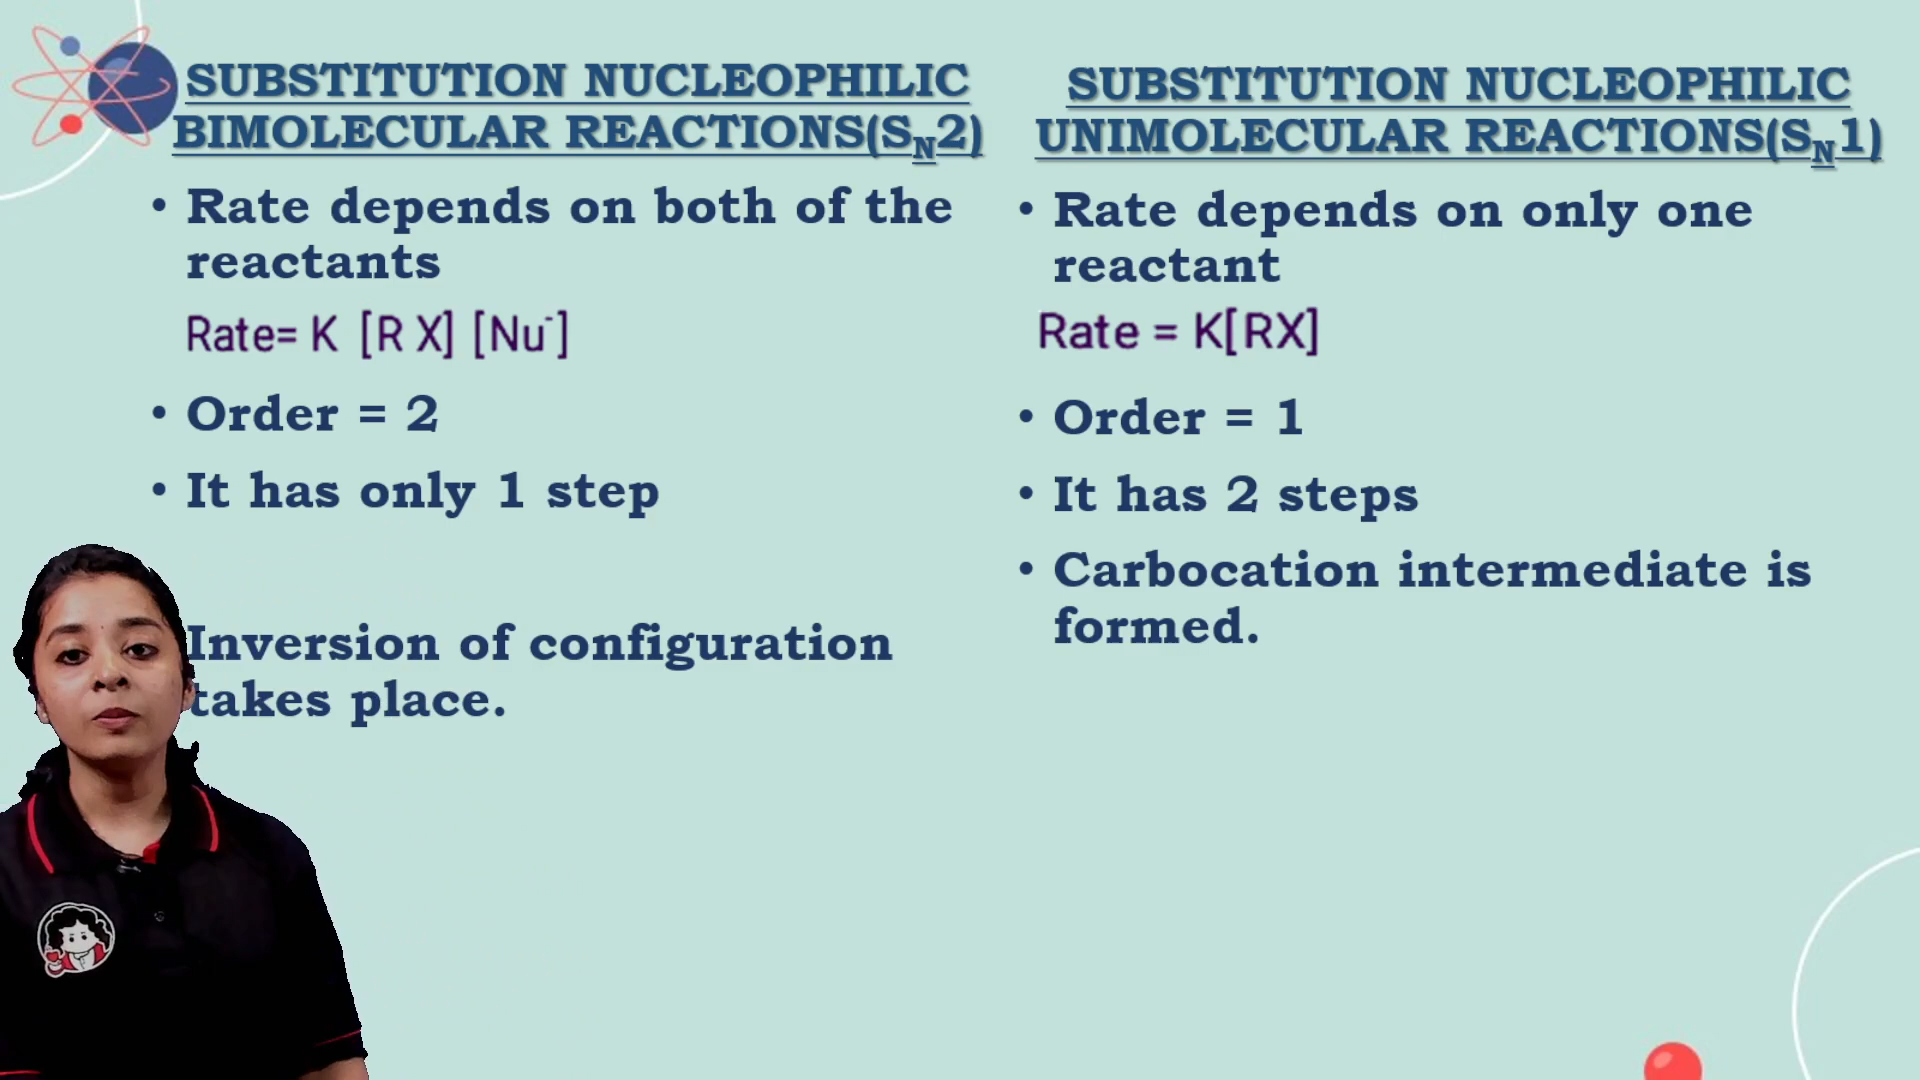 SUBSTITUTION NUCLEOPHILIC
BIMOLECULAR REACTIONS(SN2)
• Rate depends on both of the
reactants
Rate= K [R X] [Nu⁻]
• Order = 2
• It has only 1 step
Inversion of configuration
takes place.
SUBSTITUTION NUCLEOPHILIC
UNIMOLECULAR REACTIONS(SN1)
• Rate depends on only one
reactant
Rate = K[RX]
• Order = 1
• It has 2 steps
• Carbocation intermediate is
formed.